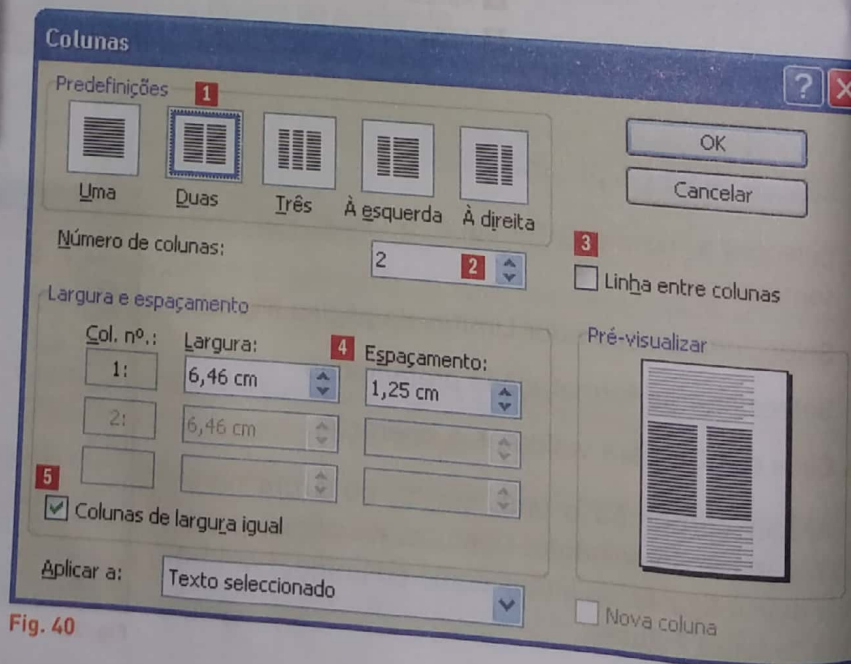 Colunas
Predefinições 1
Uma Duas Três À esquerda À direita
OK
Cancelar
Número de colunas: 2 2
3
Linha entre colunas
Largura e espaçamento
Col. nº.: Largura: 4 Espaçamento:
1: 6,46 cm 1,25 cm
2: 6,46 cm
5
Colunas de largura igual
Pré-visualizar
Aplicar a: Texto seleccionado
Nova coluna
Fig. 40